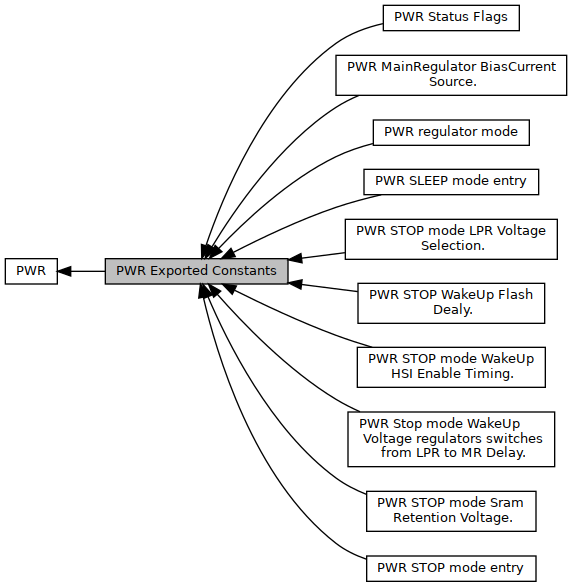 PWR Status Flags
PWR MainRegulator BiasCurrent
Source.
PWR regulator mode
PWR SLEEP mode entry
PWR STOP mode LPR Voltage
Selection.
PWR
PWR Exported Constants
PWR STOP WakeUp Flash
Dealy.
PWR STOP mode WakeUp
HSI Enable Timing.
PWR Stop mode WakeUp
Voltage regulators switches
from LPR to MR Delay.
PWR STOP mode Sram
Retention Voltage.
PWR STOP mode entry